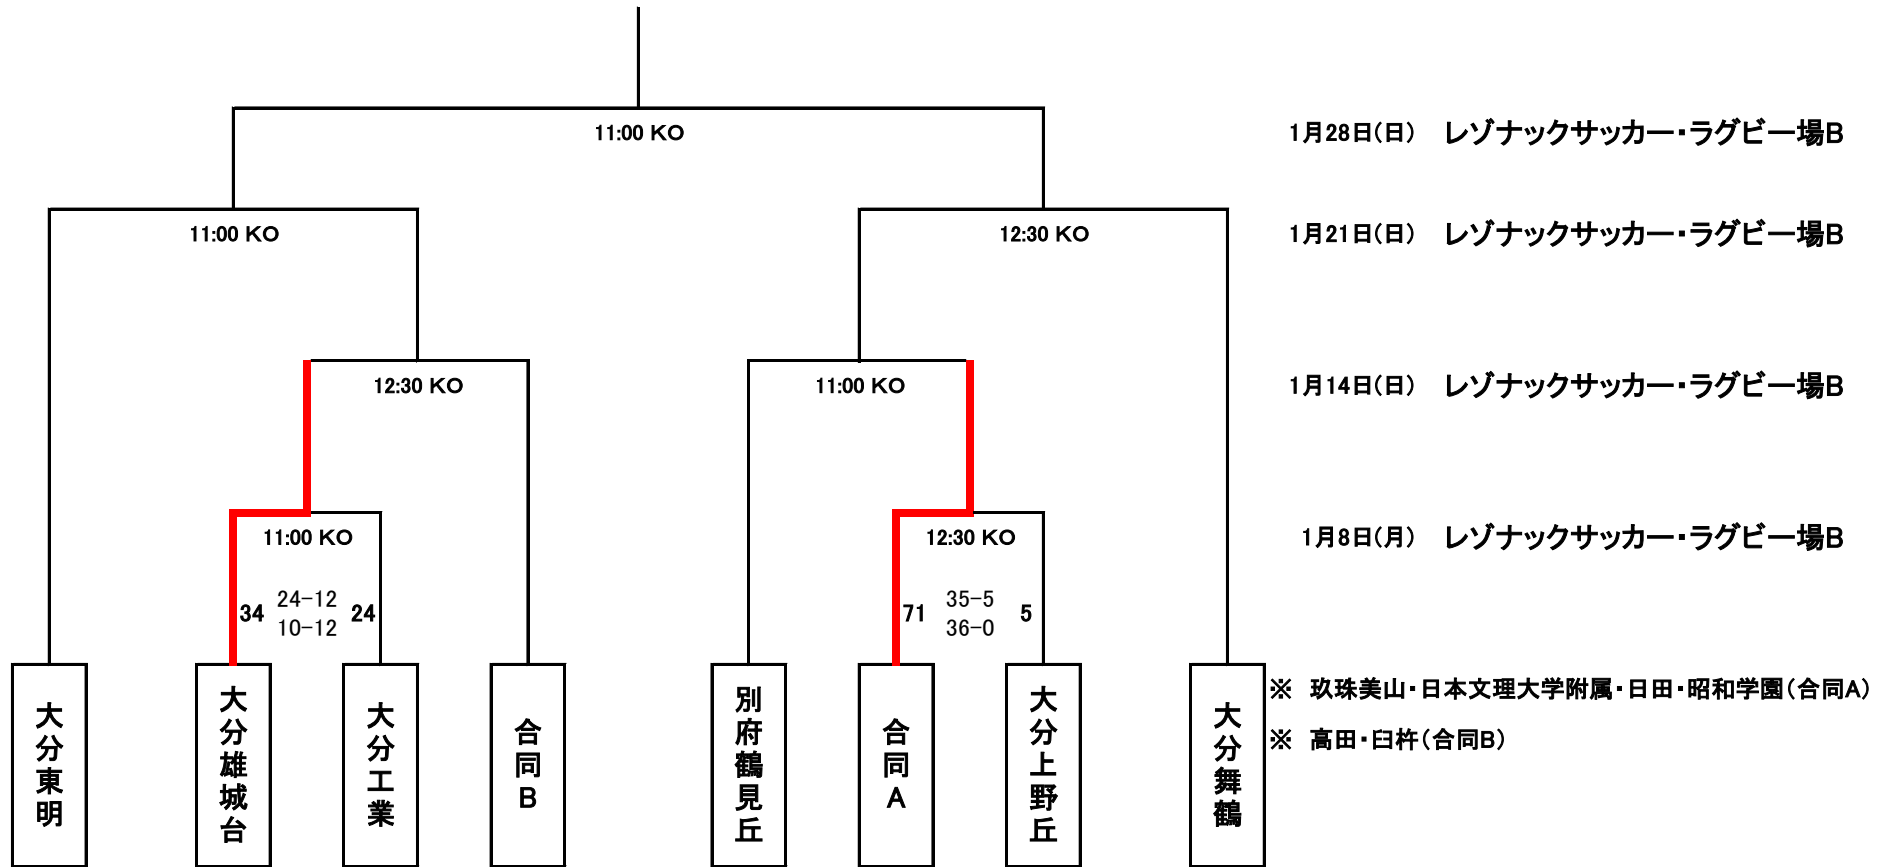 11:00 KO
1月28日(日) レゾナックサッカー・ラグビー場B
11:00 KO
12:30 KO
1月21日(日) レゾナックサッカー・ラグビー場B
12:30 KO
11:00 KO
1月14日(日) レゾナックサッカー・ラグビー場B
11:00 KO
12:30 KO
1月8日(月) レゾナックサッカー・ラグビー場B
34
24-12
10-12
24
71
35-5
36-0
5
大分東明
大分雄城台
大分工業
合同B
別府鶴見丘
合同A
大分上野丘
大分舞鶴
※ 玖珠美山・日本文理大学附属・日田・昭和学園(合同A)
※ 高田・臼杵(合同B)